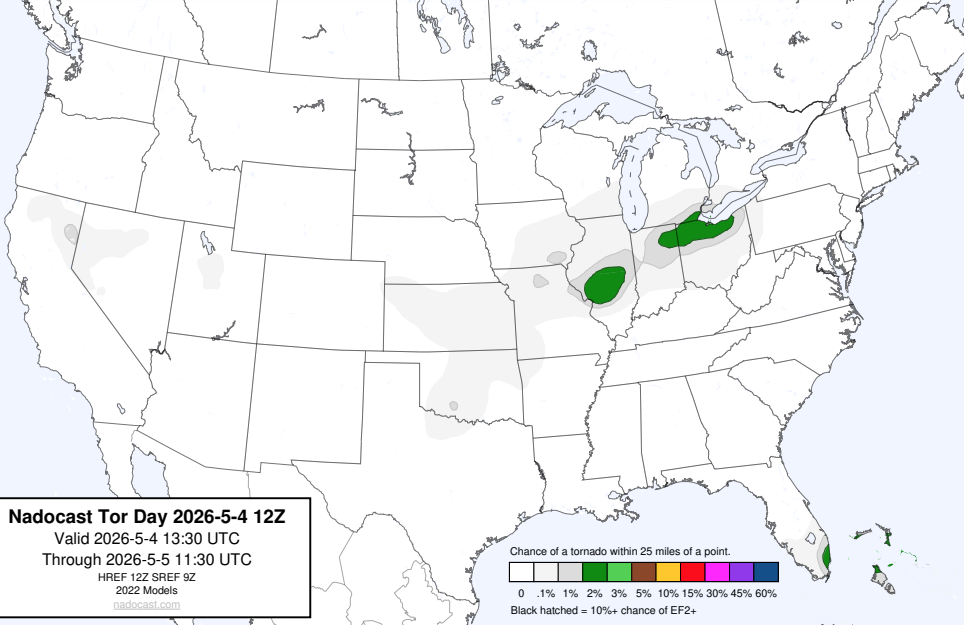 Nadocast Tor Day 2026-5-4 12Z
Valid 2026-5-4 13:30 UTC
Through 2026-5-5 11:30 UTC
HREF 12Z SREF 9Z
2022 Models
nadocast.com
Chance of a tornado within 25 miles of a point.
0 .1% 1% 2% 3% 5% 10% 15% 30% 45% 60%
Black hatched = 10%+ chance of EF2+